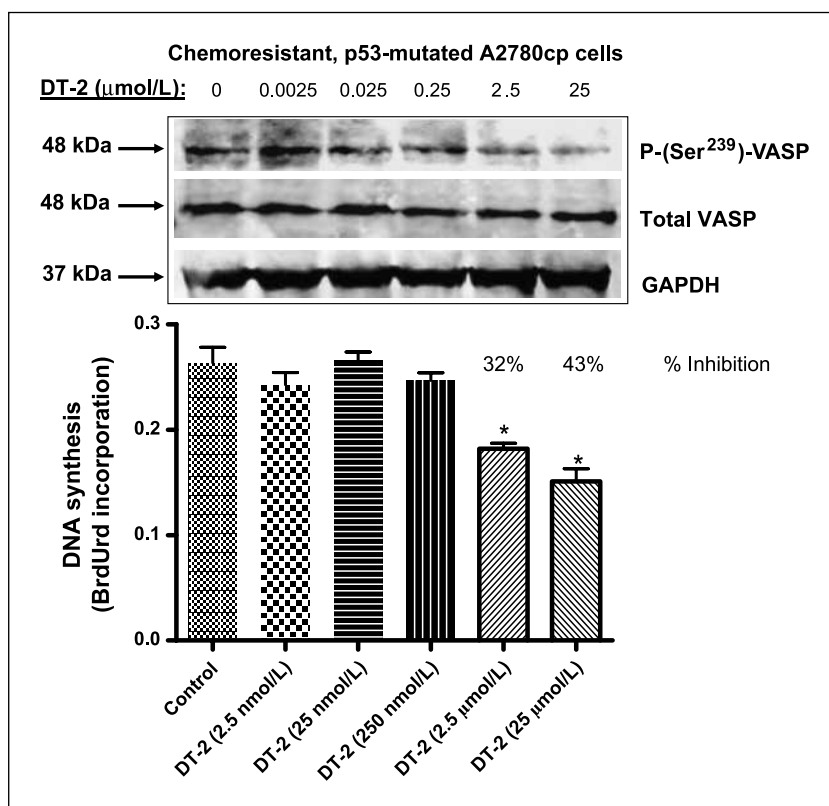 Chemoresistant, p53-mutated A2780cp cells
DT-2 (μmol/L): 0 0.0025 0.025 0.25 2.5 25
48 kDa P-(Ser²³⁹)-VASP
48 kDa Total VASP
37 kDa GAPDH
0.3
32% 43% % Inhibition
0.2
* *
0.1
0.0
DNA synthesis
(BrdUrd incorporation)
Control
DT-2 (2.5 nmol/L)
DT-2 (25 nmol/L)
DT-2 (250 nmol/L)
DT-2 (2.5 μmol/L)
DT-2 (25 μmol/L)